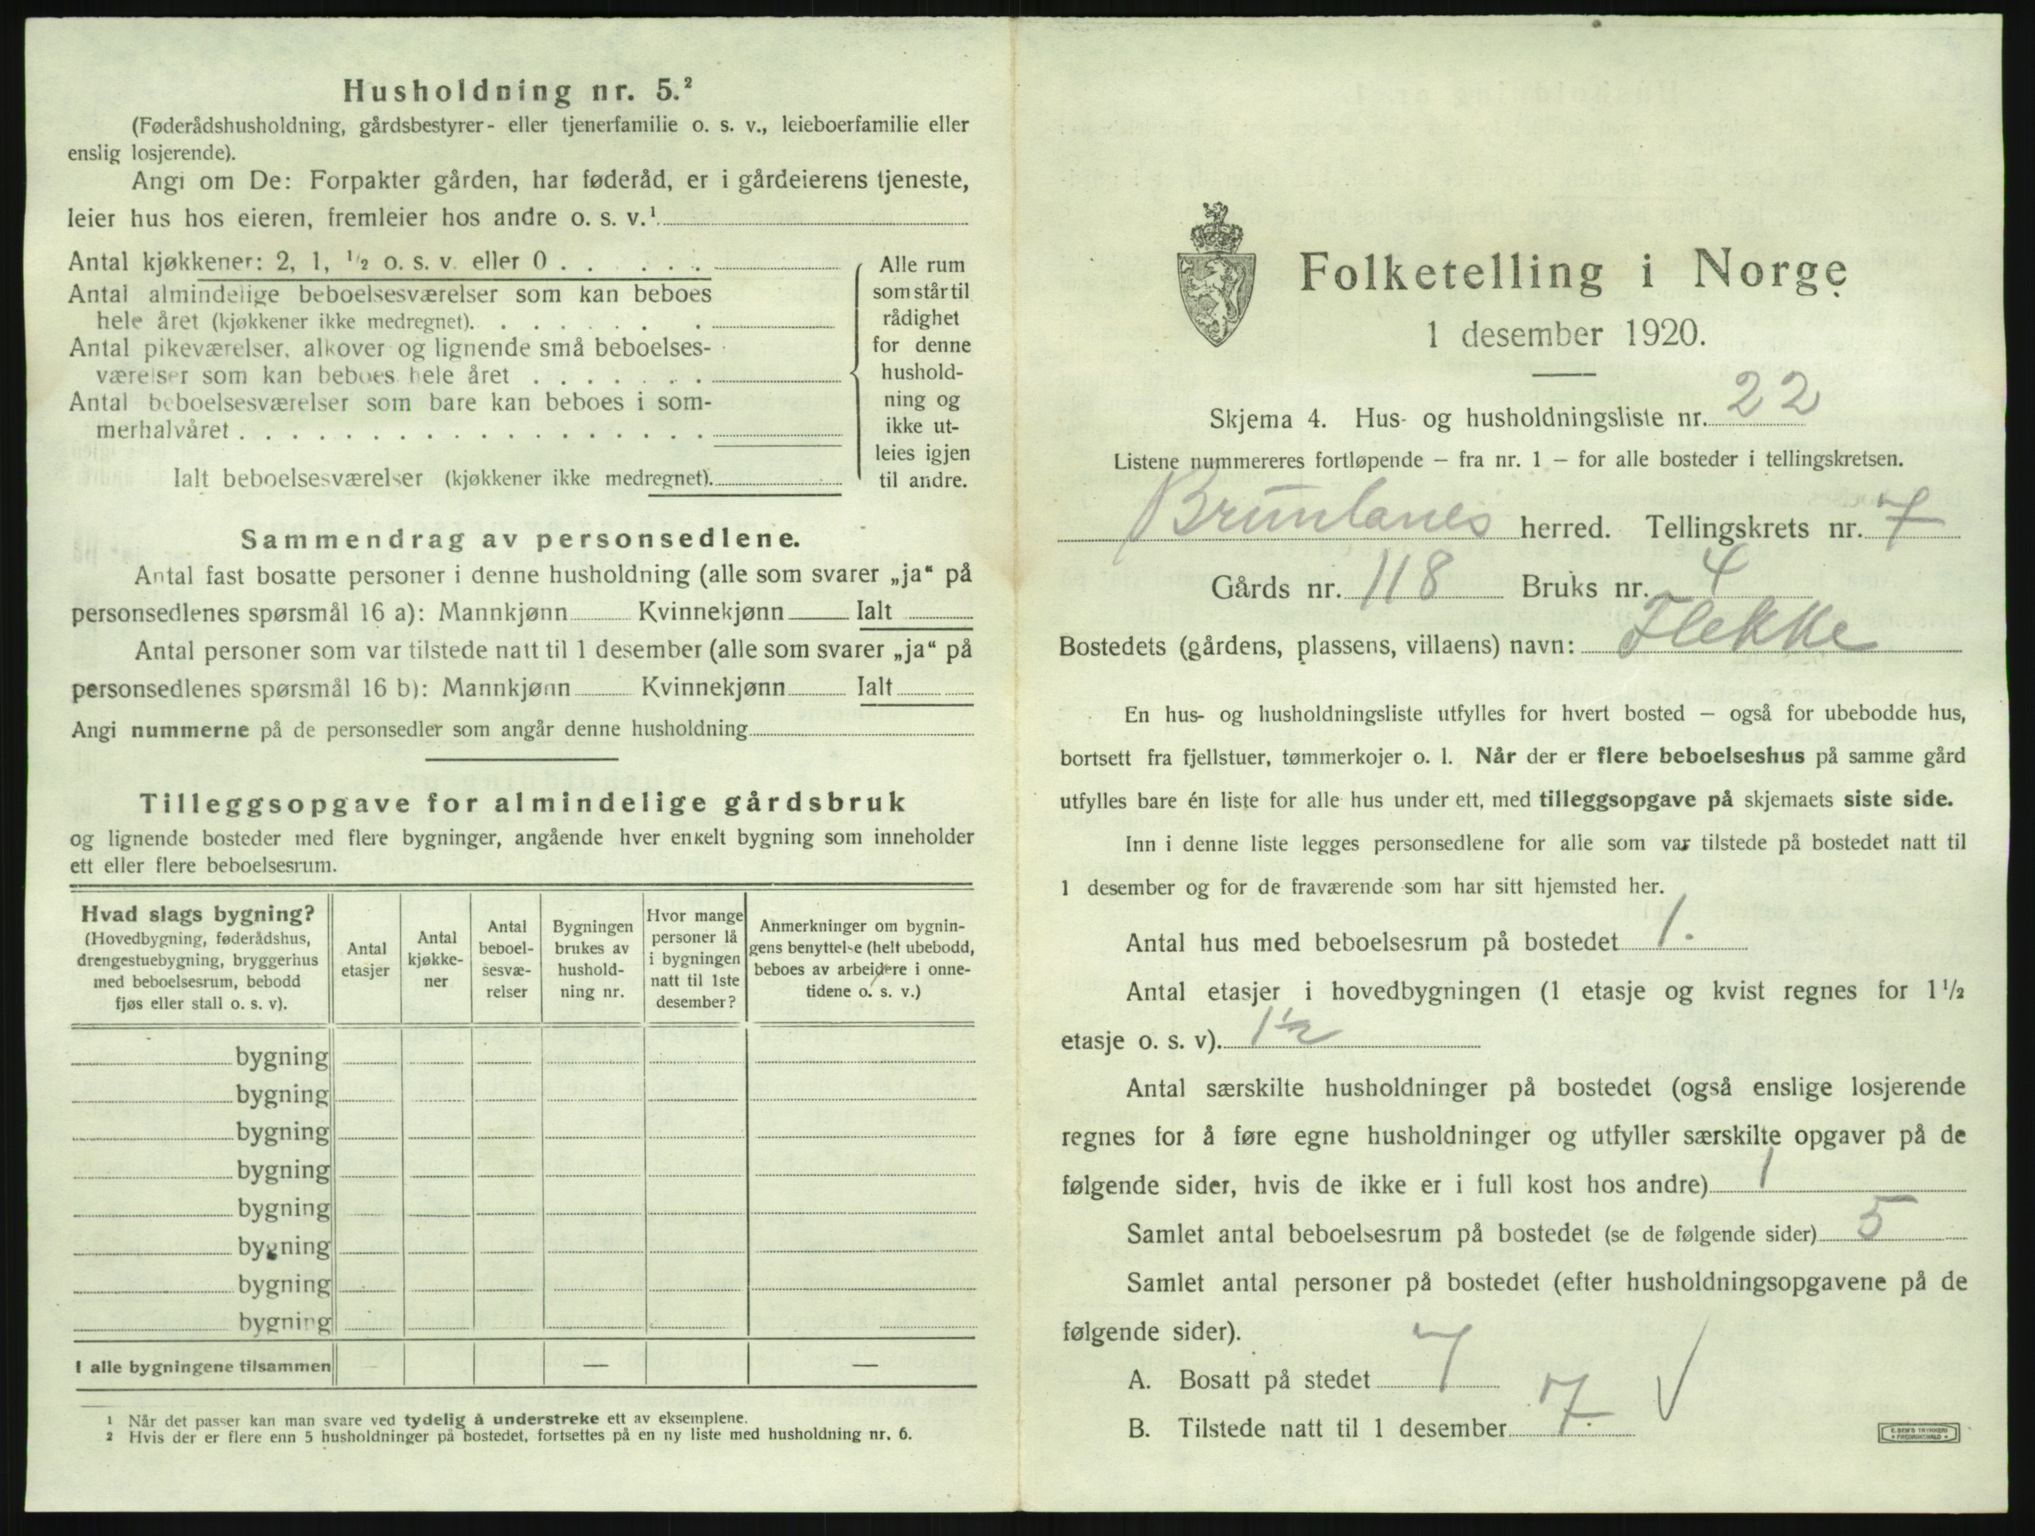 Husholdning nr. 5.²
(Føderådshusholdning, gårdsbestyrer- eller tjenerfamilie o. s. v., leieboerfamilie eller
enslig losjerende).
Angi om De: Forpakter gården, har føderåd, er i gårdeierens tjeneste,
leier hus hos eieren, fremleier hos andre o. s. v.¹
Antal kjøkkener: 2, 1, ½ o. s. v. eller 0
Antal almindelige beboelsesværelser som kan beboes
hele året (kjøkkener ikke medregnet).
Antal pikeværelser, alkover og lignende små beboelses-
værelser som kan beboes hele året
Antal beboelsesværelser som bare kan beboes i som-
merhalvåret
Ialt beboelsesværelser (kjøkkener ikke medregnet).
Alle rum
som står til
rådighet
for denne
hushold-
ning og
ikke ut-
leies igjen
til andre.
Sammendrag av personsedlene.
Antal fast bosatte personer i denne husholdning (alle som svarer „ja“ på
personsedlenes spørsmål 16 a): Mannkjønn Kvinnekjønn Ialt
Antal personer som var tilstede natt til 1 desember (alle som svarer „ja“ på
personsedlenes spørsmål 16 b): Mannkjønn Kvinnekjønn Ialt
Angi nummerne på de personsedler som angår denne husholdning
Tilleggsopgave for almindelige gårdsbruk
og lignende bosteder med flere bygninger, angående hver enkelt bygning som inneholder
ett eller flere beboelsesrum.
Hvad slags bygning?
(Hovedbygning, føderådshus,
drengestuebygning, bryggerhus
med beboelsesrum, bebodd
fjøs eller stall o. s. v).
Antal
etasjer
Antal
kjøkke-
ner
Antal
beboel-
sesvæ-
relser
Bygningen
brukes av
hushold-
ning nr.
Hvor mange
personer lå
i bygningen
natt til 1ste
desember?
Anmerkninger om bygnin-
gens benyttelse (helt ubebodd,
beboes av arbeidere i onne-
tidene o. s. v.)
bygning
bygning
bygning
bygning
bygning
bygning
bygning
bygning
I alle bygningene tilsammen — — —
¹ Når det passer kan man svare ved tydelig å understreke ett av eksemplene.
² Hvis der er flere enn 5 husholdninger på bostedet, fortsettes på en ny liste med husholdning nr. 6.
Folketelling i Norge
1 desember 1920.
Skjema 4. Hus- og husholdningsliste nr. 22
Listene nummereres fortløpende – fra nr. 1 – for alle bosteder i tellingskretsen.
Brunlanes herred. Tellingskrets nr. 7
Gårds nr. 118 Bruks nr. 4
Bostedets (gårdens, plassens, villaens) navn: Flekke
En hus- og husholdningsliste utfylles for hvert bosted – også for ubebodde hus,
bortsett fra fjellstuer, tømmerkojer o. l. Når der er flere beboelseshus på samme gård
utfylles bare én liste for alle hus under ett, med tilleggsopgave på skjemaets siste side.
Inn i denne liste legges personsedlene for alle som var tilstede på bostedet natt til
1 desember og for de fraværende som har sitt hjemsted her.
Antal hus med beboelsesrum på bostedet 1.
Antal etasjer i hovedbygningen (1 etasje og kvist regnes for 1½
etasje o. s. v). 1½
Antal særskilte husholdninger på bostedet (også enslige losjerende
regnes for å føre egne husholdninger og utfyller særskilte opgaver på de
følgende sider, hvis de ikke er i full kost hos andre) 1
Samlet antal beboelsesrum på bostedet (se de følgende sider) 5
Samlet antal personer på bostedet (efter husholdningsopgavene på de
følgende sider).
A. Bosatt på stedet 7
B. Tilstede natt til 1 desember 7. √
E. SEM'S TRYKKERI
• FREDRIKSHALD •